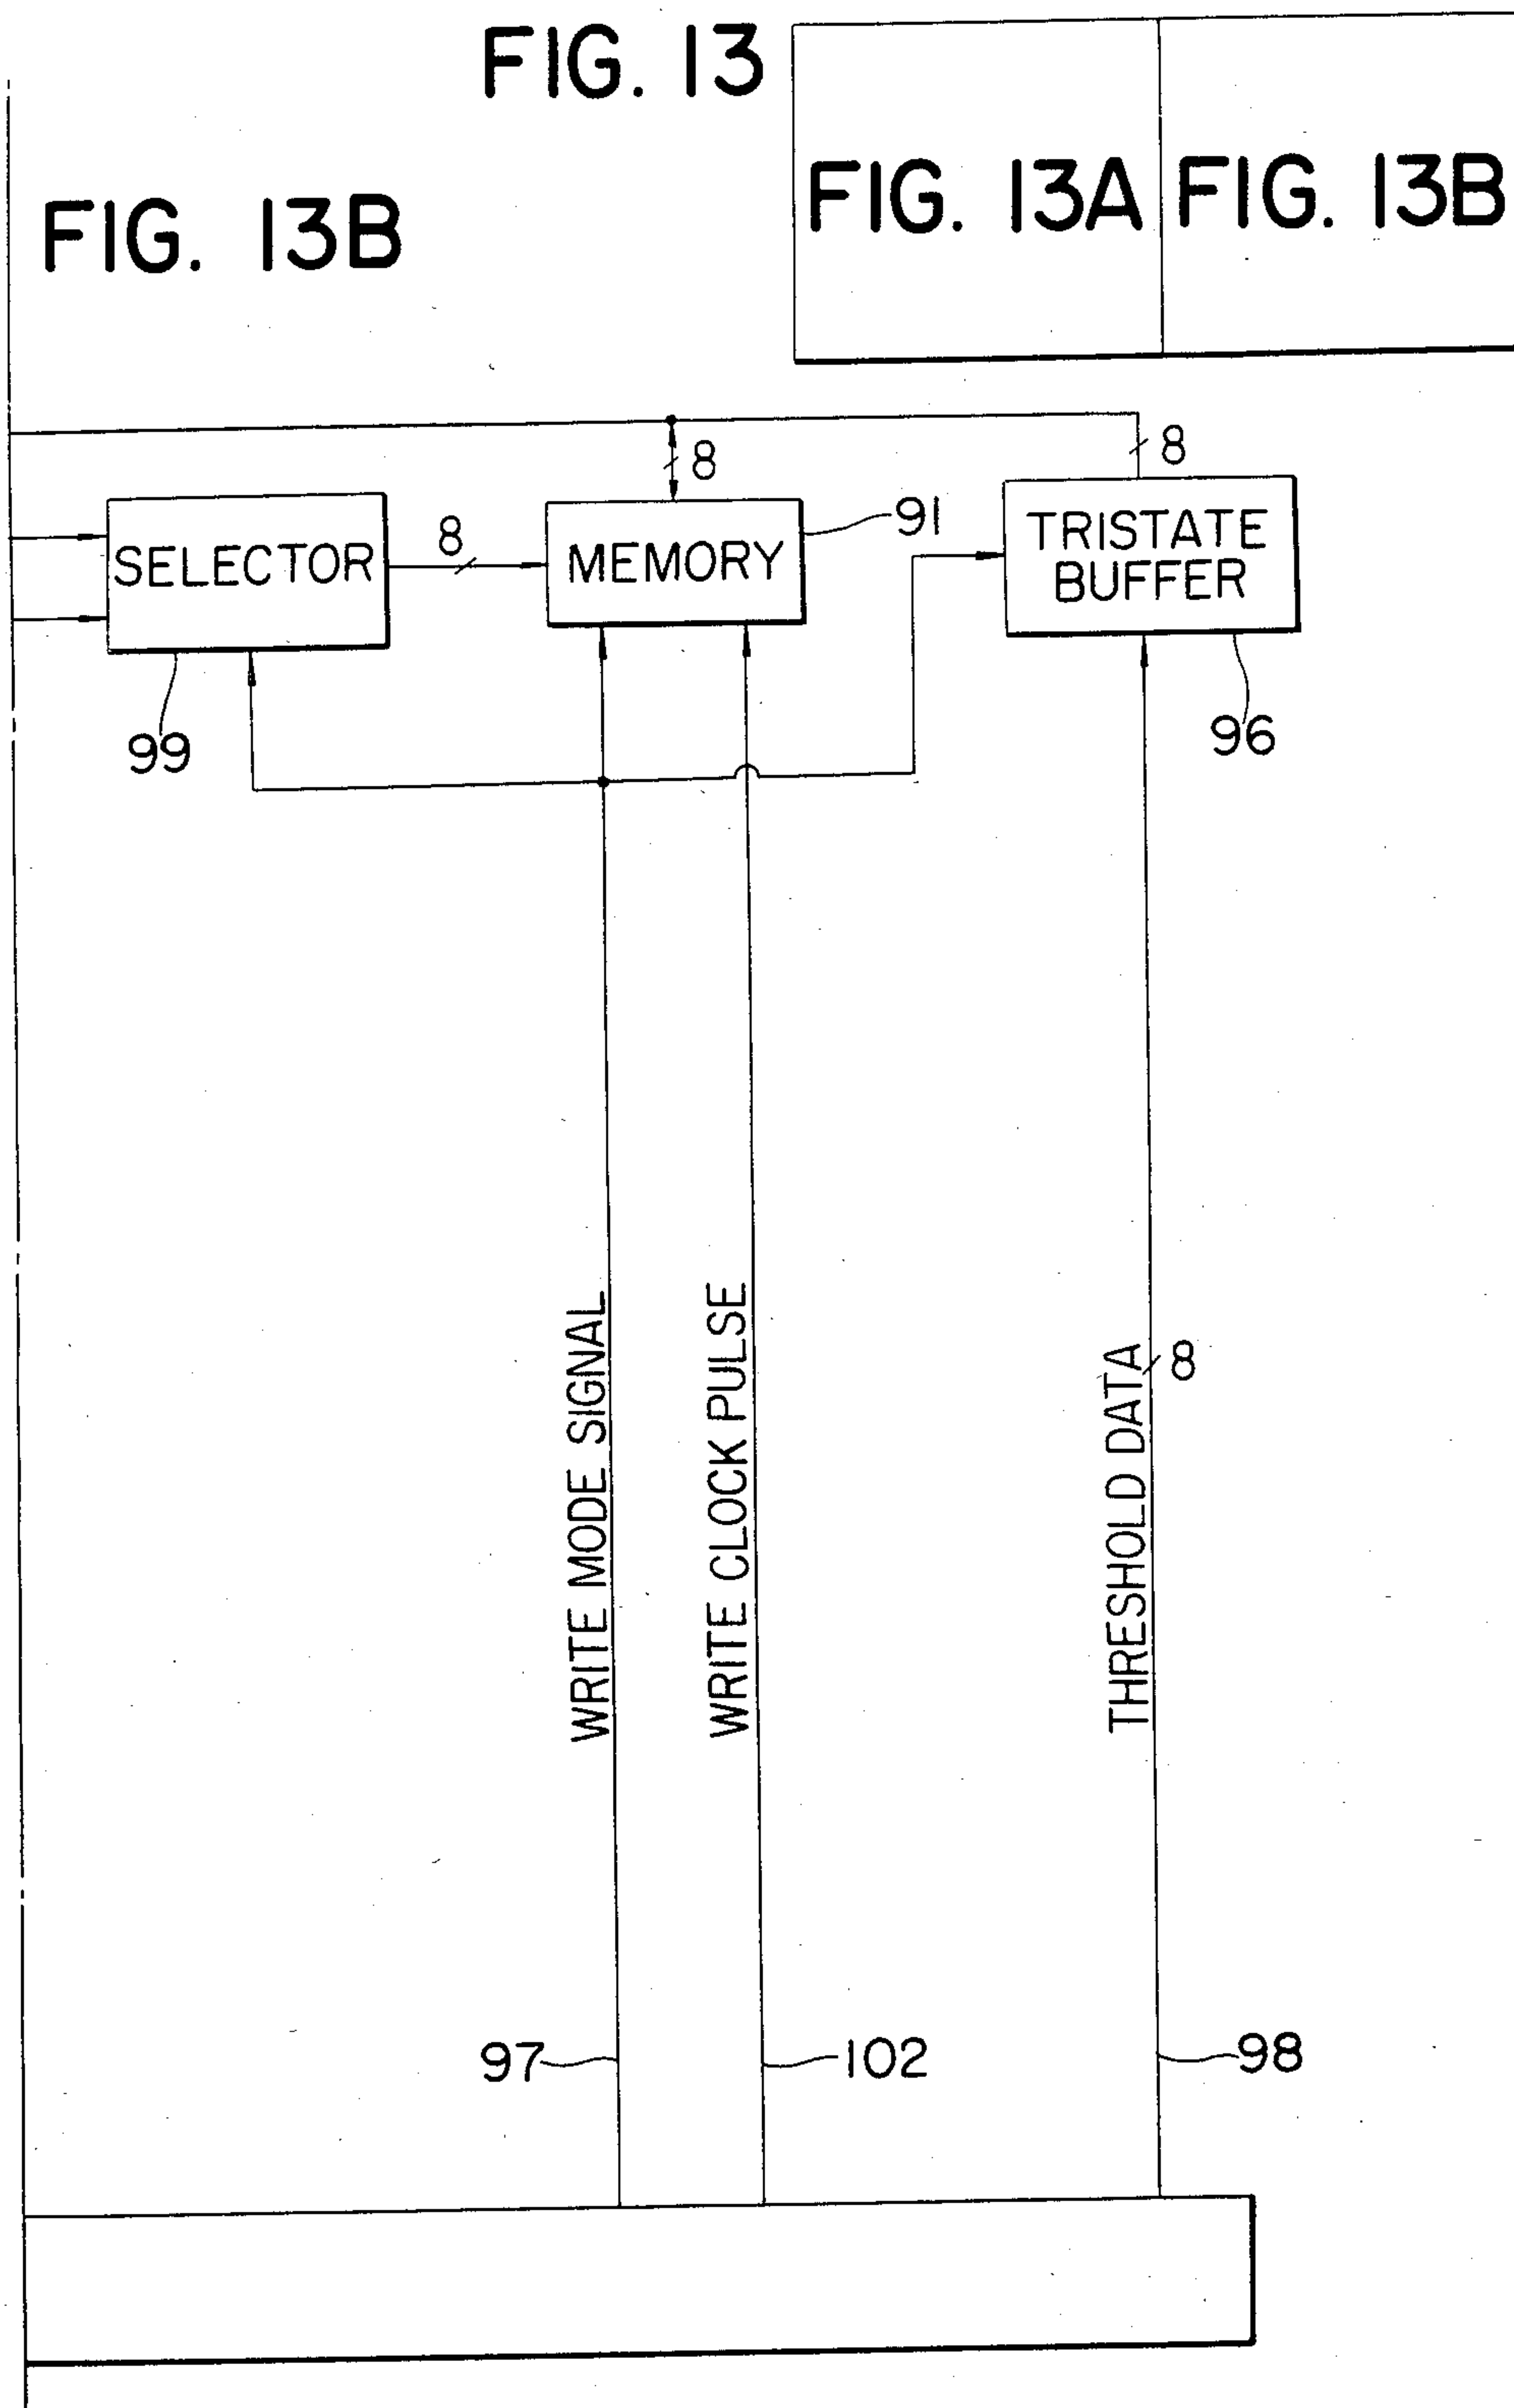 FIG. 13
FIG. 13A FIG. 13B
FIG. 13B
8
8
SELECTOR
8
MEMORY
91
TRISTATE
BUFFER
99
96
WRITE MODE SIGNAL
WRITE CLOCK PULSE
THRESHOLD DATA
8
97
102
98